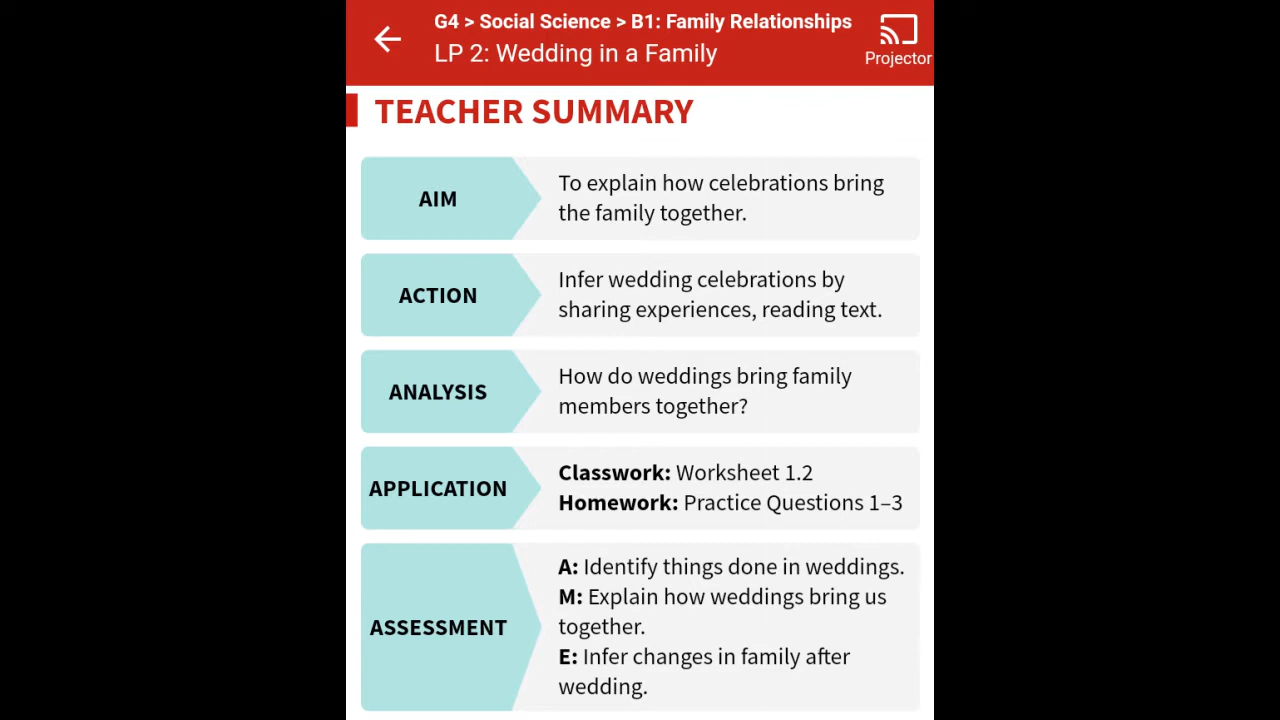 G4 > Social Science > B1: Family Relationships
LP 2: Wedding in a Family
Projector
TEACHER SUMMARY
AIM
To explain how celebrations bring
the family together.
ACTION
Infer wedding celebrations by
sharing experiences, reading text.
ANALYSIS
How do weddings bring family
members together?
APPLICATION
Classwork: Worksheet 1.2
Homework: Practice Questions 1–3
ASSESSMENT
A: Identify things done in weddings.
M: Explain how weddings bring us
together.
E: Infer changes in family after
wedding.